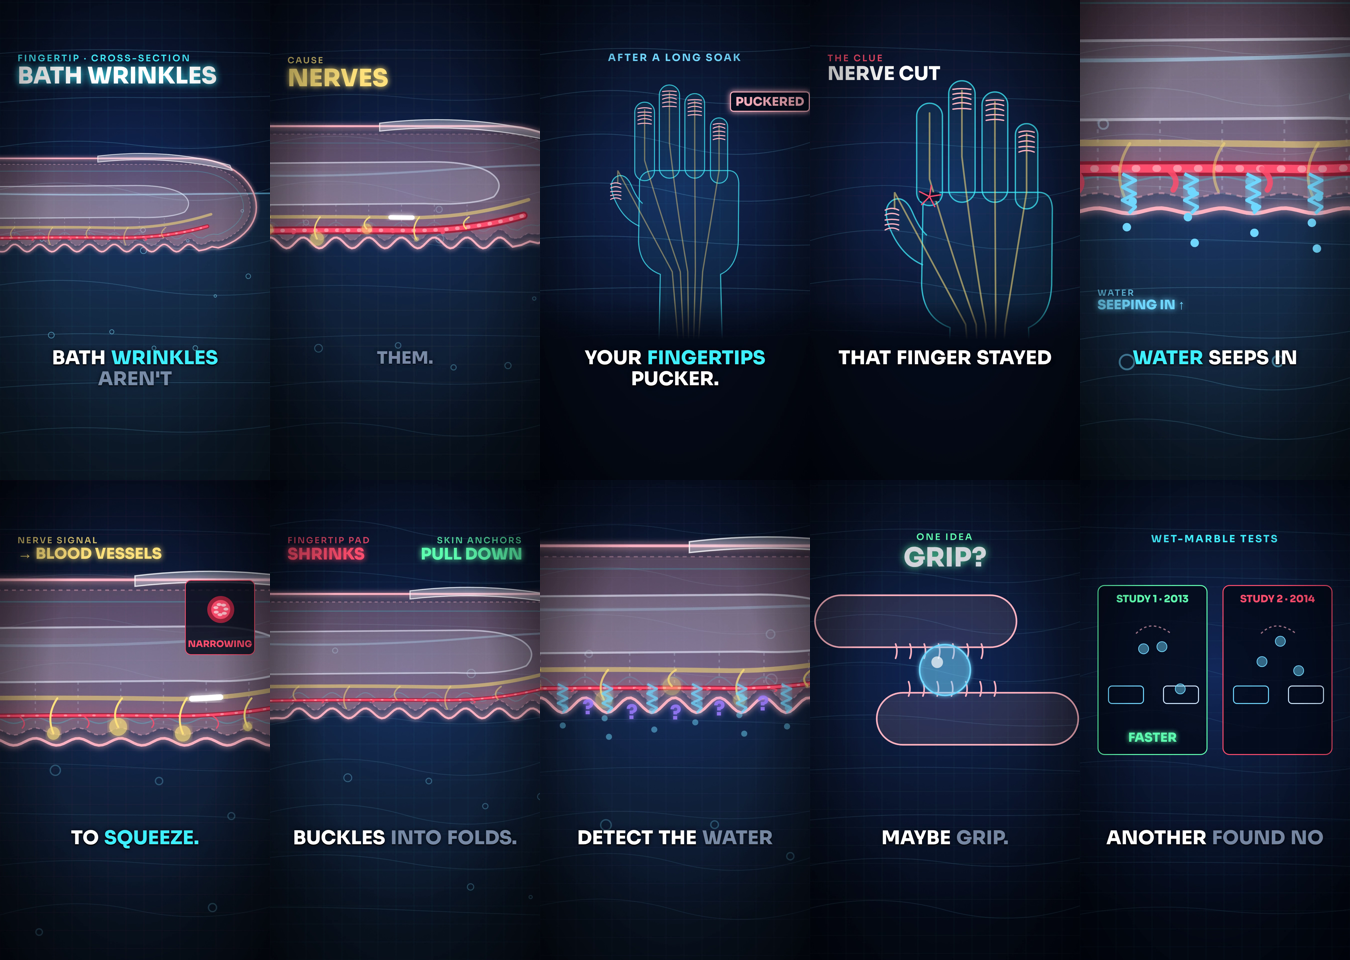 FINGERTIP · CROSS-SECTION
BATH WRINKLES
BATH WRINKLES
AREN'T
CAUSE
NERVES
THEM.
AFTER A LONG SOAK
PUCKERED
YOUR FINGERTIPS
PUCKER.
THE CLUE
NERVE CUT
THAT FINGER STAYED
WATER
SEEPING IN ↑
WATER SEEPS IN
NERVE SIGNAL
→ BLOOD VESSELS
NARROWING
TO SQUEEZE.
FINGERTIP PAD
SHRINKS
SKIN ANCHORS
PULL DOWN
BUCKLES INTO FOLDS.
? ? ? ? ?
DETECT THE WATER
ONE IDEA
GRIP?
MAYBE GRIP.
WET-MARBLE TESTS
STUDY 1 · 2013
FASTER
STUDY 2 · 2014
ANOTHER FOUND NO